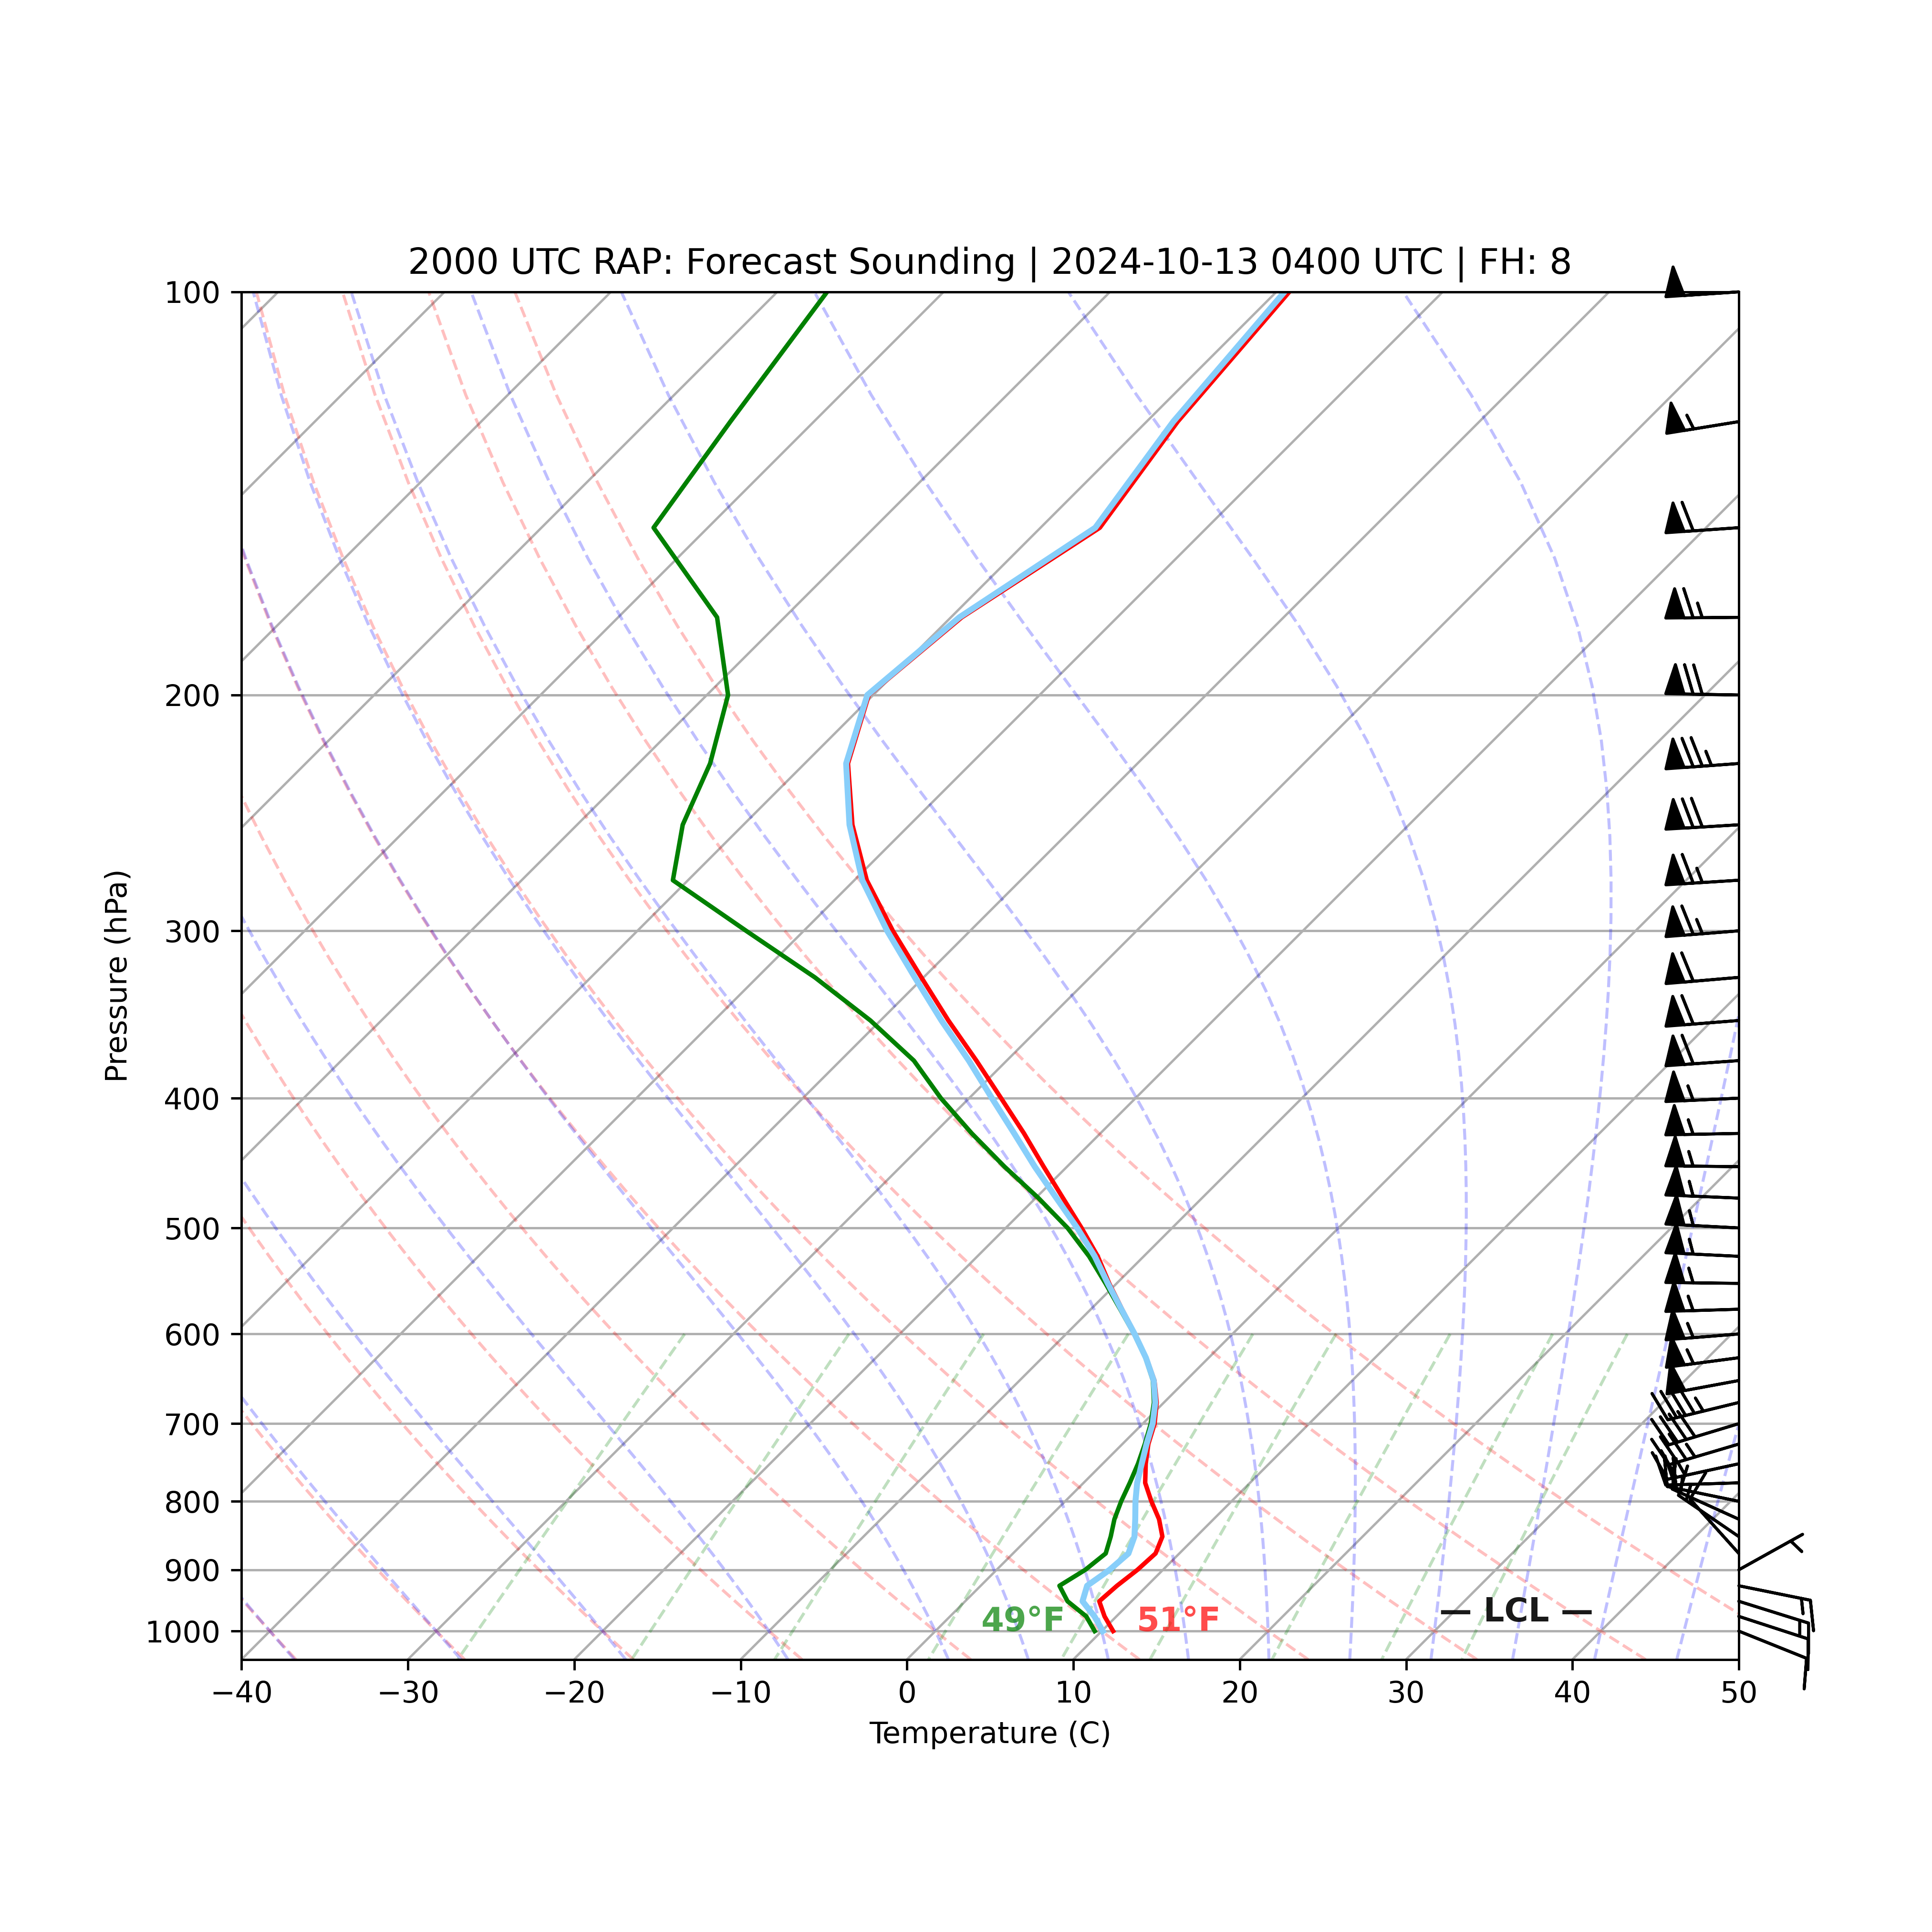 2000 UTC RAP: Forecast Sounding | 2024-10-13 0400 UTC | FH: 8
100
200
300
400
500
600
700
800
900
1000
Pressure (hPa)
49°F
51°F
— LCL —
−40 −30 −20 −10 0 10 20 30 40 50
Temperature (C)